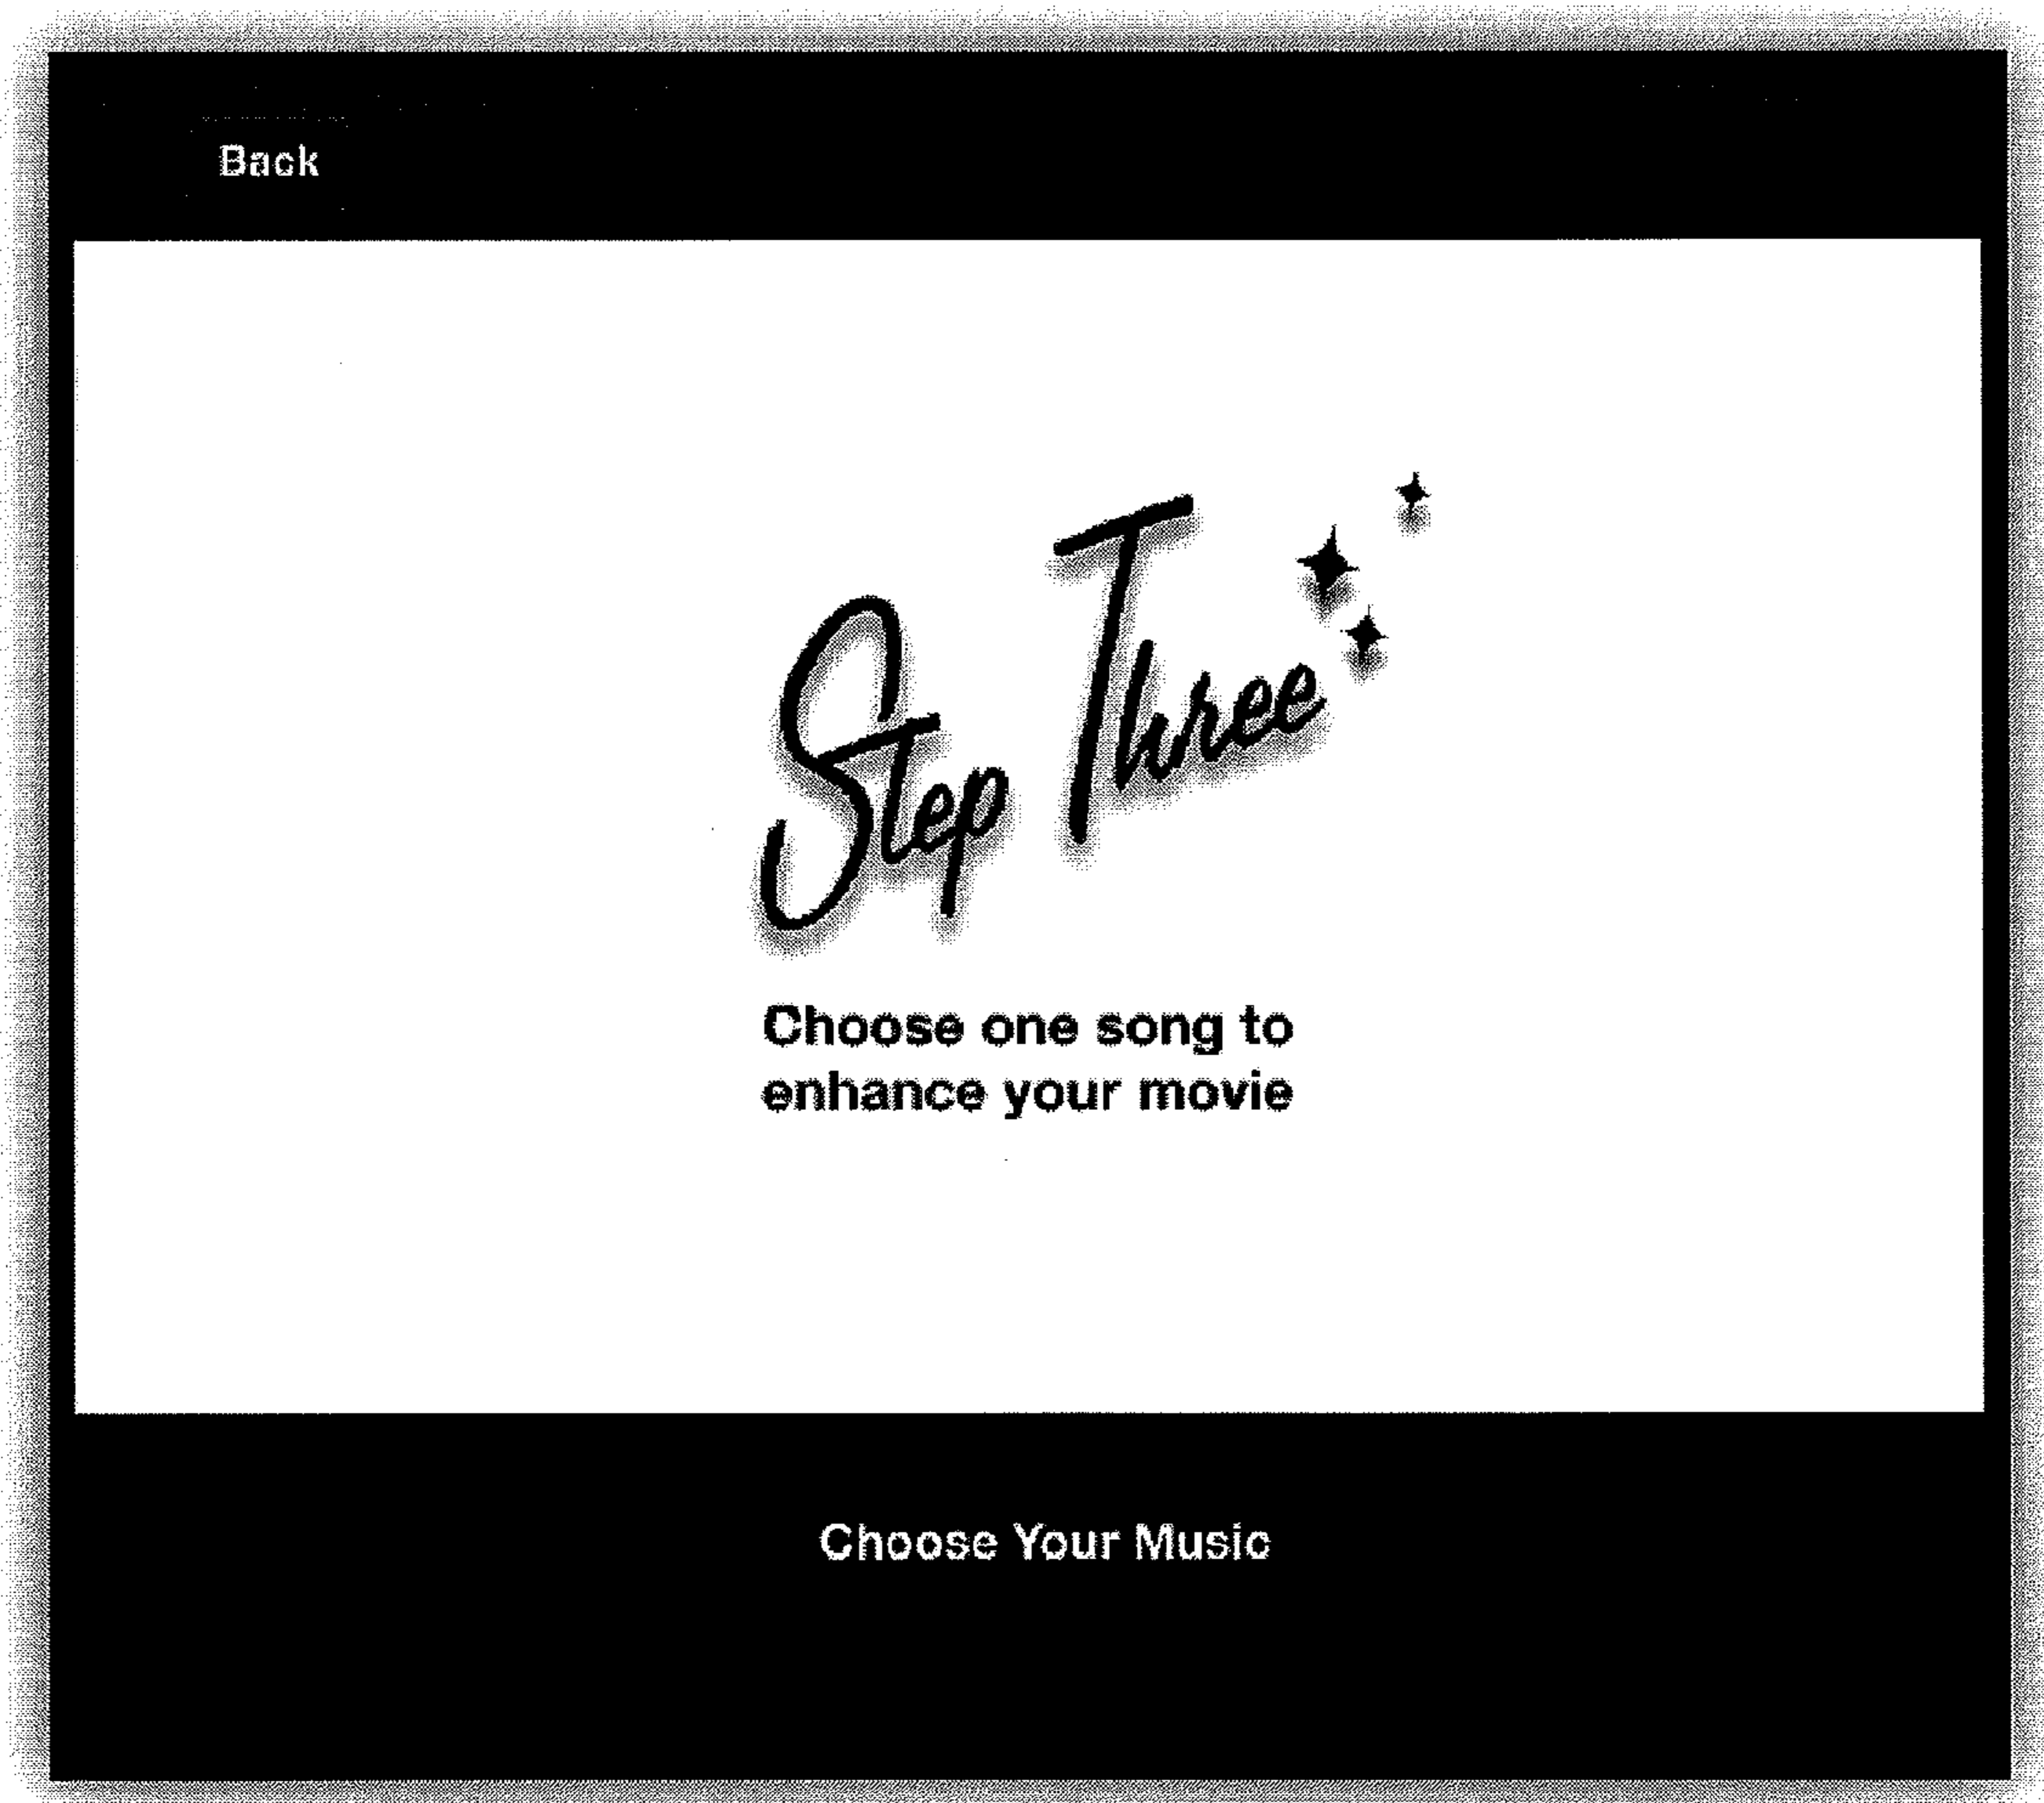 Back
Step Three
Choose one song to
enhance your movie
Choose Your Music